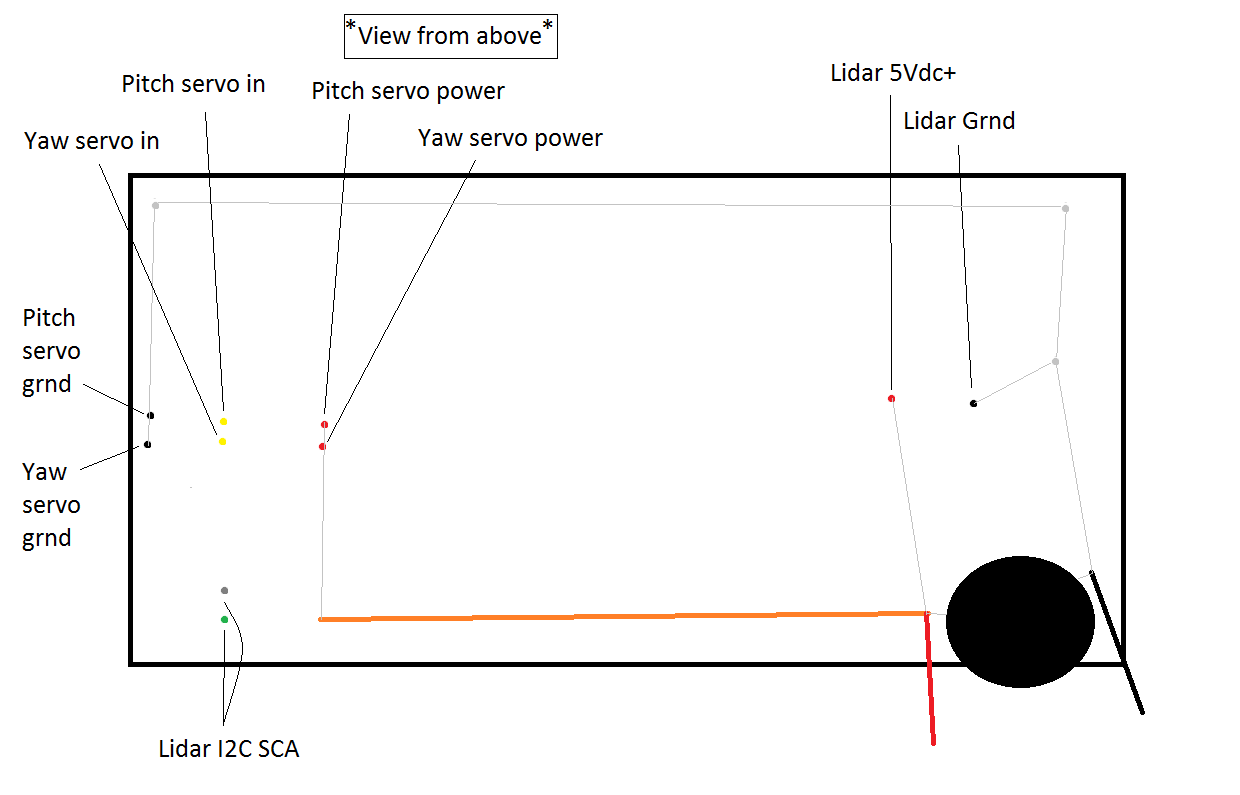 *View from above*
Lidar 5Vdc+
Pitch servo in
Pitch servo power
Lidar Grnd
Yaw servo in
Yaw servo power
Pitch
servo
grnd
Yaw
servo
grnd
Lidar I2C SCA